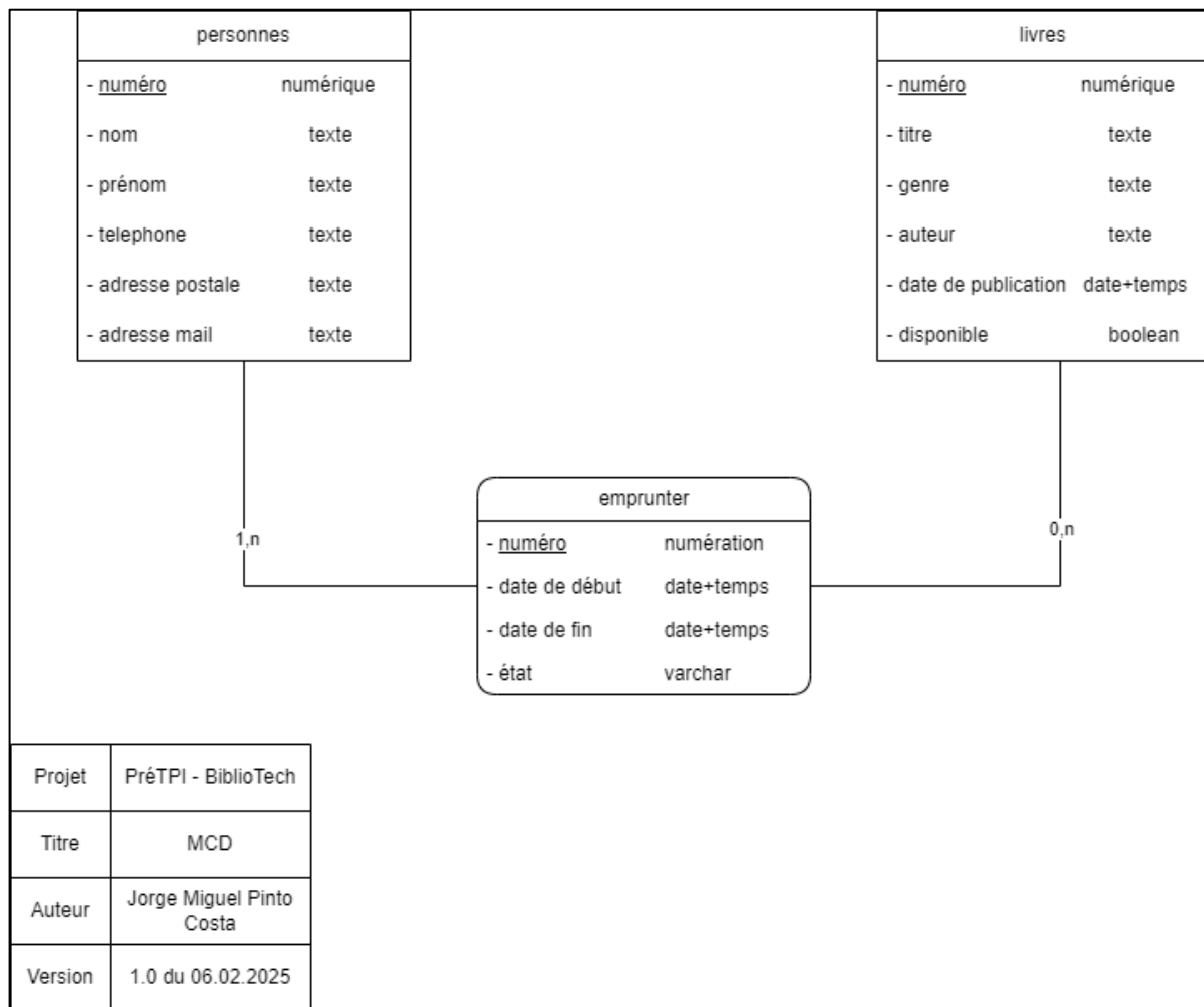 personnes
- numéro numérique
- nom texte
- prénom texte
- telephone texte
- adresse postale texte
- adresse mail texte
livres
- numéro numérique
- titre texte
- genre texte
- auteur texte
- date de publication date+temps
- disponible boolean
1,n
0,n
emprunter
- numéro numération
- date de début date+temps
- date de fin date+temps
- état varchar
Projet PréTPI - BiblioTech
Titre MCD
Auteur Jorge Miguel Pinto
Costa
Version 1.0 du 06.02.2025